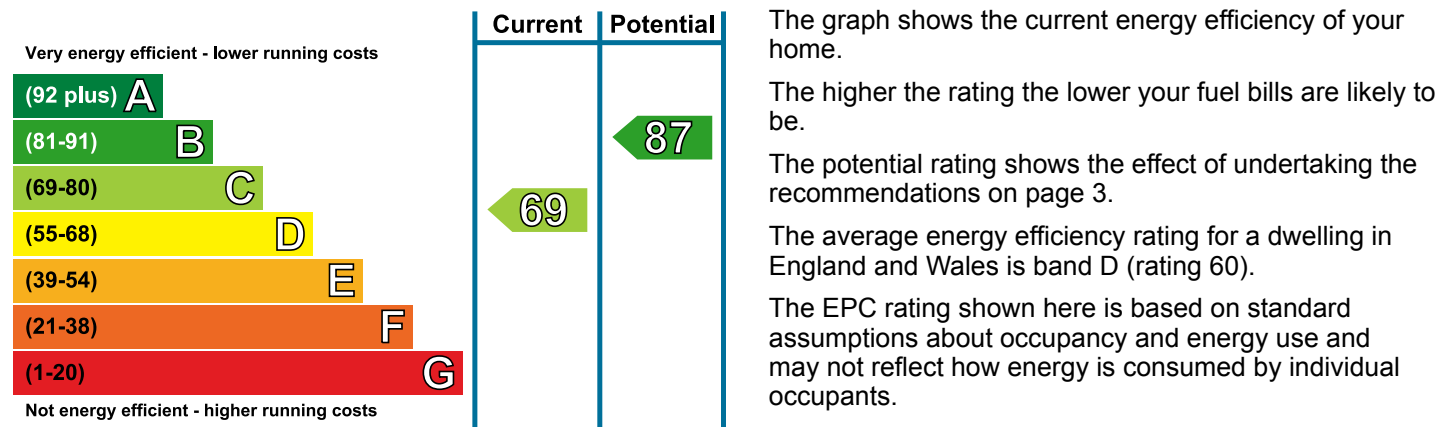 Current Potential
Very energy efficient - lower running costs
(92 plus) A
(81-91) B
87
(69-80) C
69
(55-68) D
(39-54) E
(21-38) F
(1-20) G
Not energy efficient - higher running costs
The graph shows the current energy efficiency of your
home.
The higher the rating the lower your fuel bills are likely to
be.
The potential rating shows the effect of undertaking the
recommendations on page 3.
The average energy efficiency rating for a dwelling in
England and Wales is band D (rating 60).
The EPC rating shown here is based on standard
assumptions about occupancy and energy use and
may not reflect how energy is consumed by individual
occupants.